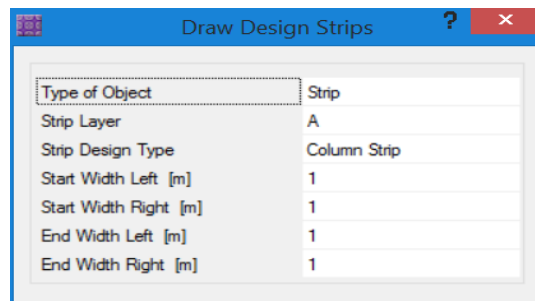 Draw Design Strips ? ×
Type of Object Strip
Strip Layer A
Strip Design Type Column Strip
Start Width Left [m] 1
Start Width Right [m] 1
End Width Left [m] 1
End Width Right [m] 1